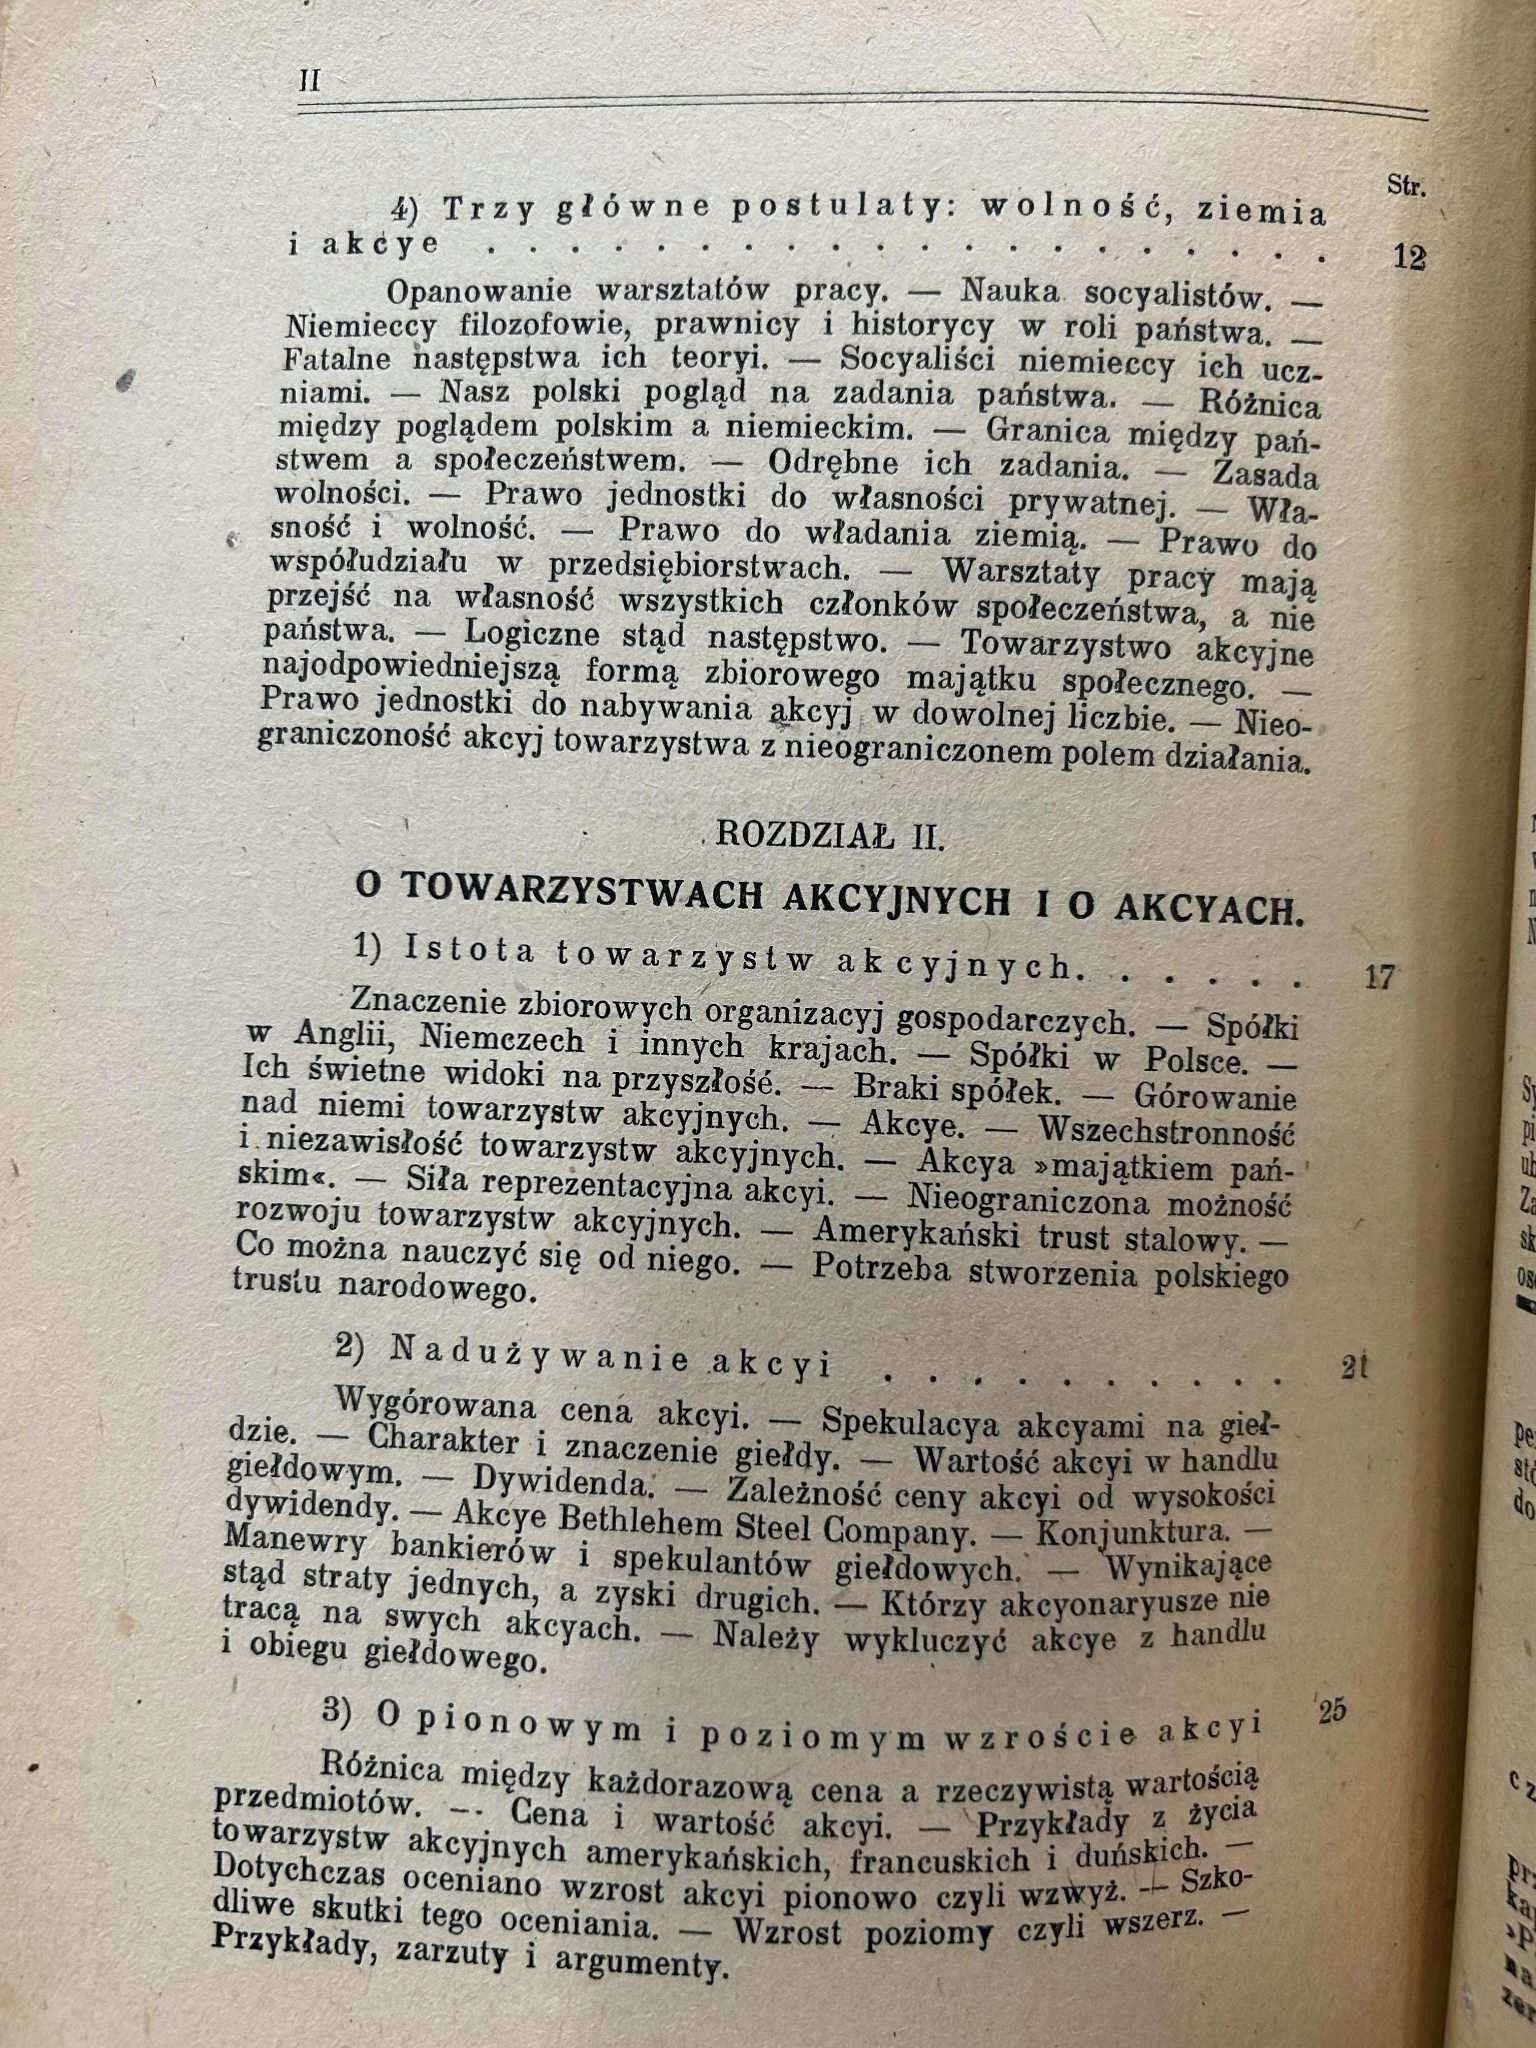 II
Str.
4) Trzy główne postulaty: wolność, ziemia
i akcye . . . . . . . . . . . . . . . . . . . . 12
Opanowanie warsztatów pracy. — Nauka socyalistów. —
Niemieccy filozofowie, prawnicy i historycy w roli państwa. —
Fatalne następstwa ich teoryi. — Socyaliści niemieccy ich ucz-
niami. — Nasz polski pogląd na zadania państwa. — Różnica
między poglądem polskim a niemieckim. — Granica między pań-
stwem a społeczeństwem. — Odrębne ich zadania. — Zasada
wolności. — Prawo jednostki do własności prywatnej. — Wła-
sność i wolność. — Prawo do władania ziemią. — Prawo do
współudziału w przedsiębiorstwach. — Warsztaty pracy mają
przejść na własność wszystkich członków społeczeństwa, a nie
państwa. — Logiczne stąd następstwo. — Towarzystwo akcyjne
najodpowiedniejszą formą zbiorowego majątku społecznego. —
Prawo jednostki do nabywania akcyj w dowolnej liczbie. — Nieo-
graniczoność akcyj towarzystwa z nieograniczonem polem działania.
ROZDZIAŁ II.
O TOWARZYSTWACH AKCYJNYCH I O AKCYACH.
1) Istota towarzystw akcyjnych. . . . . . 17
Znaczenie zbiorowych organizacyj gospodarczych. — Spółki
w Anglii, Niemczech i innych krajach. — Spółki w Polsce. —
Ich świetne widoki na przyszłość. — Braki spółek. — Górowanie
nad niemi towarzystw akcyjnych. — Akcye. — Wszechstronność
i niezawisłość towarzystw akcyjnych. — Akcya »majątkiem pań-
skim«. — Siła reprezentacyjna akcyi. — Nieograniczona możność
rozwoju towarzystw akcyjnych. — Amerykański trust stalowy. —
Co można nauczyć się od niego. — Potrzeba stworzenia polskiego
trustu narodowego.
2) Nadużywanie akcyi . . . . . . . . . . 21
Wygórowana cena akcyi. — Spekulacya akcyami na gieł-
dzie. — Charakter i znaczenie giełdy. — Wartość akcyi w handlu
giełdowym. — Dywidenda. — Zależność ceny akcyi od wysokości
dywidendy. — Akcye Bethlehem Steel Company. — Konjunktura. —
Manewry bankierów i spekulantów giełdowych. — Wynikające
stąd straty jednych, a zyski drugich. — Którzy akcyonaryusze nie
tracą na swych akcyach. — Należy wykluczyć akcye z handlu
i obiegu giełdowego.
3) O pionowym i poziomym wzroście akcyi 25
Różnica między każdorazową cena a rzeczywistą wartością
przedmiotów. — Cena i wartość akcyi. — Przykłady z życia
towarzystw akcyjnych amerykańskich, francuskich i duńskich. —
Dotychczas oceniano wzrost akcyi pionowo czyli wzwyż. — Szko-
dliwe skutki tego oceniania. — Wzrost poziomy czyli wszerz. —
Przykłady, zarzuty i argumenty.